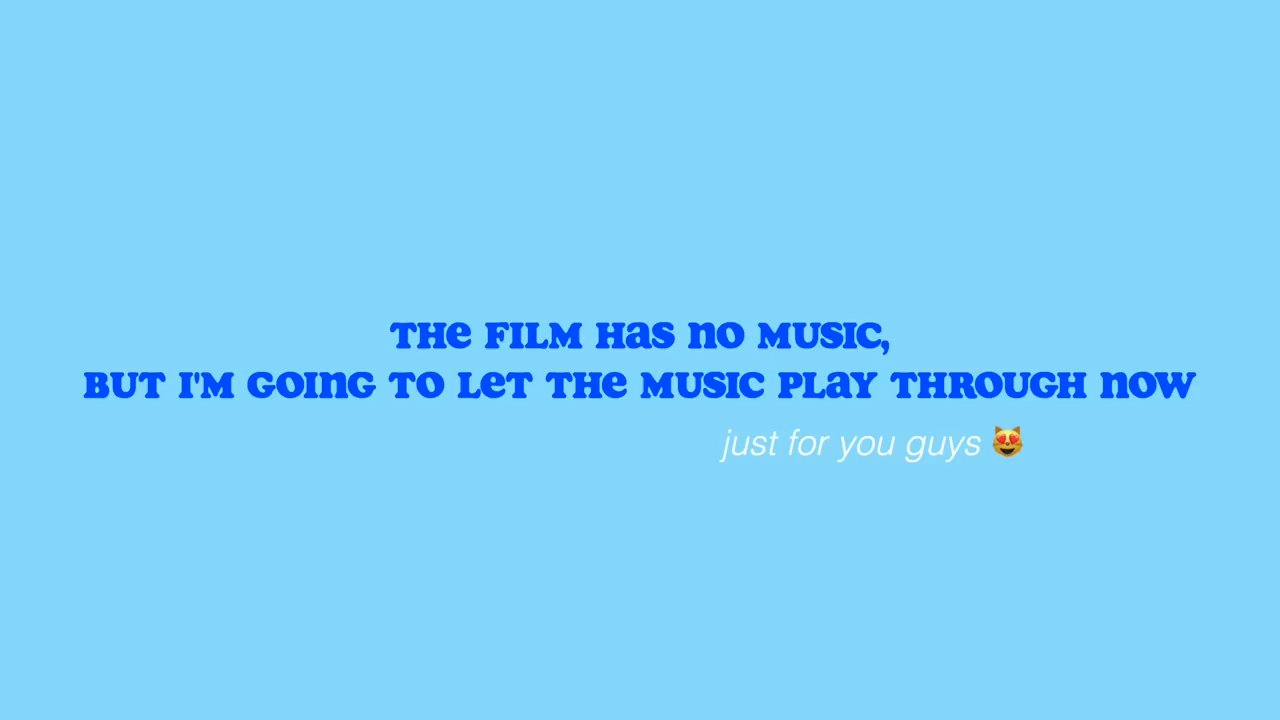 THe FILM Has no MUSIC,
BUT I'M GOInG TO LeT THe MUSIC PLaY THROUGH nOW
just for you guys 😻